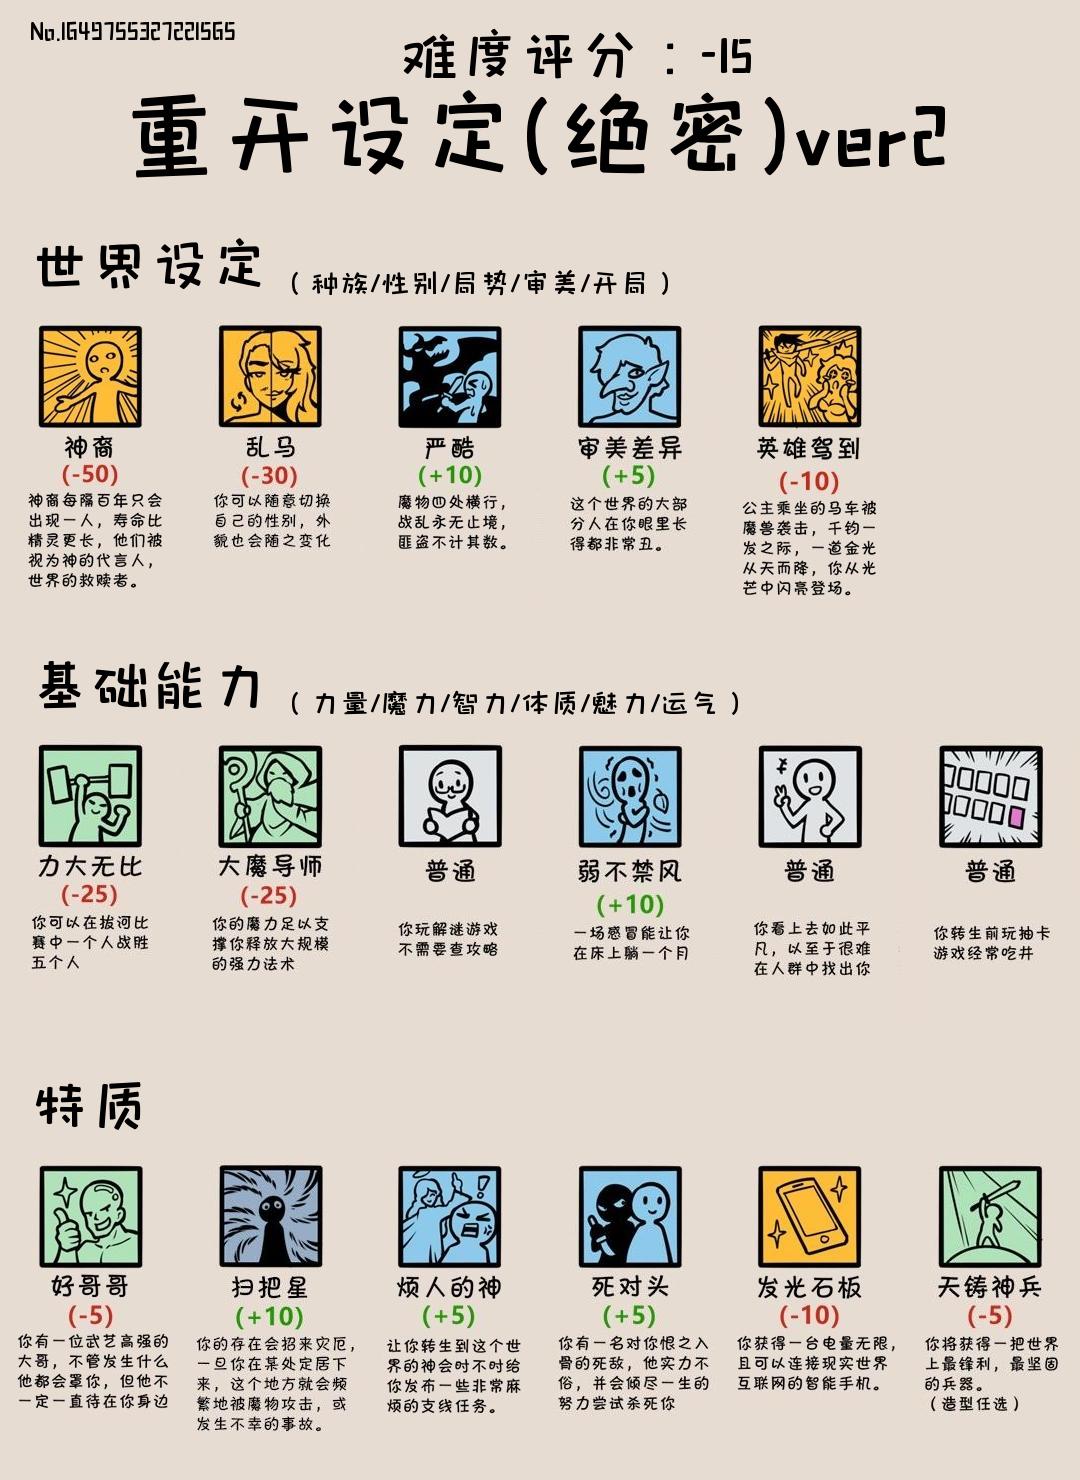 No.1649755327221565
难度评分：-15
重开设定(绝密)ver2
世界设定（种族/性别/局势/审美/开局）
神裔
(-50)
神裔每隔百年只会
出现一人，寿命比
精灵更长，他们被
视为神的代言人，
世界的救赎者。
乱马
(-30)
你可以随意切换
自己的性别，外
貌也会随之变化
严酷
(+10)
魔物四处横行，
战乱永无止境，
匪盗不计其数。
审美差异
(+5)
这个世界的大部
分人在你眼里长
得都非常丑。
英雄驾到
(-10)
公主乘坐的马车被
魔兽袭击，千钧一
发之际，一道金光
从天而降，你从光
芒中闪亮登场。
基础能力（力量/魔力/智力/体质/魅力/运气）
力大无比
(-25)
你可以在拔河比
赛中一个人战胜
五个人
大魔导师
(-25)
你的魔力足以支
撑你释放大规模
的强力法术
普通
你玩解谜游戏
不需要查攻略
弱不禁风
(+10)
一场感冒能让你
在床上躺一个月
普通
你看上去如此平
凡，以至于很难
在人群中找出你
普通
你转生前玩抽卡
游戏经常吃井
特质
好哥哥
(-5)
你有一位武艺高强的
大哥，不管发生什么
他都会罩你，但他不
一定一直待在你身边
扫把星
(+10)
你的存在会招来灾厄，
一旦你在某处定居下
来，这个地方就会频
繁地被魔物攻击，或
发生不幸的事故。
烦人的神
(+5)
让你转生到这个世
界的神会时不时给
你发布一些非常麻
烦的支线任务。
死对头
(+5)
你有一名对你恨之入
骨的死敌，他实力不
俗，并会倾尽一生的
努力尝试杀死你
发光石板
(-10)
你获得一台电量无限，
且可以连接现实世界
互联网的智能手机。
天铸神兵
(-5)
你将获得一把世界
上最锋利，最坚固
的兵器。
（造型任选）